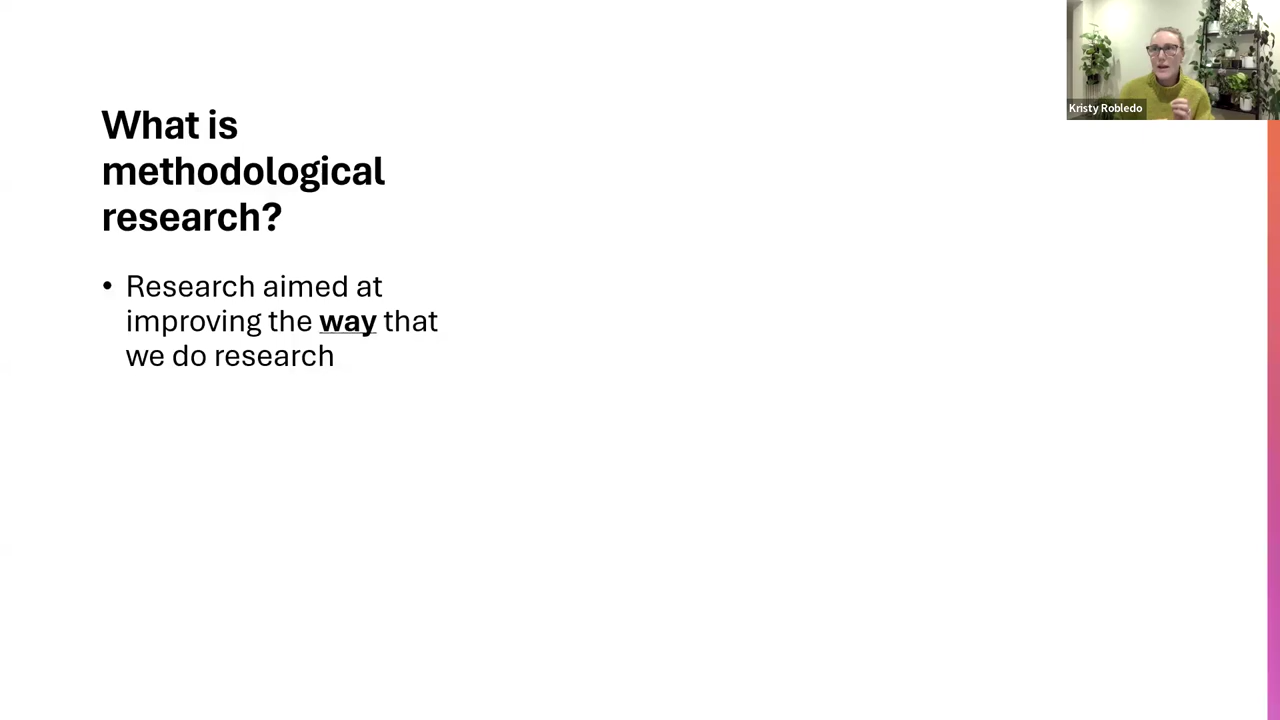 What is
methodological
research?
• Research aimed at
improving the way that
we do research
Kristy Robledo